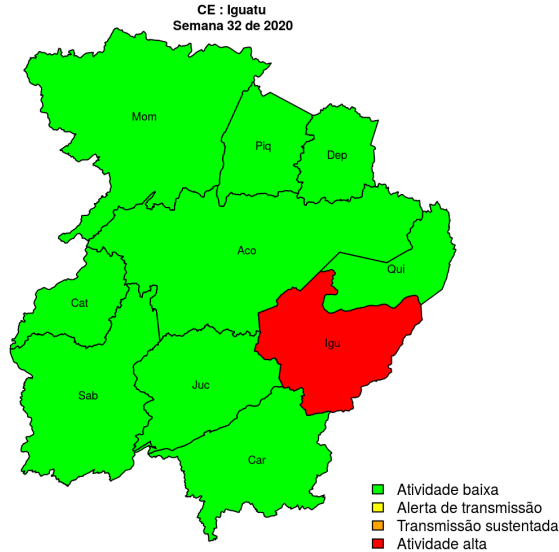 CE : Iguatu
Semana 32 de 2020
Mom
Piq
Dep
Aco
Qui
Cat
Igu
Sab
Juc
Car
Atividade baixa
Alerta de transmissão
Transmissão sustentada
Atividade alta